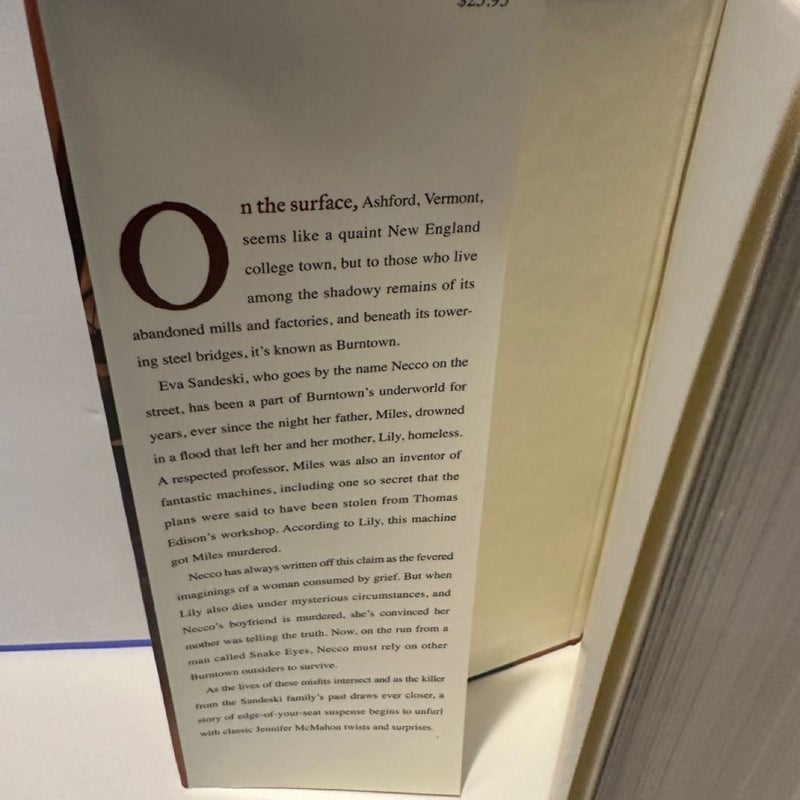 $25.95
On the surface, Ashford, Vermont,
seems like a quaint New England
college town, but to those who live
among the shadowy remains of its
abandoned mills and factories, and beneath its tower-
ing steel bridges, it's known as Burntown.
Eva Sandeski, who goes by the name Necco on the
street, has been a part of Burntown's underworld for
years, ever since the night her father, Miles, drowned
in a flood that left her and her mother, Lily, homeless.
A respected professor, Miles was also an inventor of
fantastic machines, including one so secret that the
plans were said to have been stolen from Thomas
Edison's workshop. According to Lily, this machine
got Miles murdered.
Necco has always written off this claim as the fevered
imaginings of a woman consumed by grief. But when
Lily also dies under mysterious circumstances, and
Necco's boyfriend is murdered, she's convinced her
mother was telling the truth. Now, on the run from a
man called Snake Eyes, Necco must rely on other
Burntown outsiders to survive.
As the lives of these misfits intersect and as the killer
from the Sandeski family's past draws ever closer, a
story of edge-of-your-seat suspense begins to unfurl
with classic Jennifer McMahon twists and surprises.